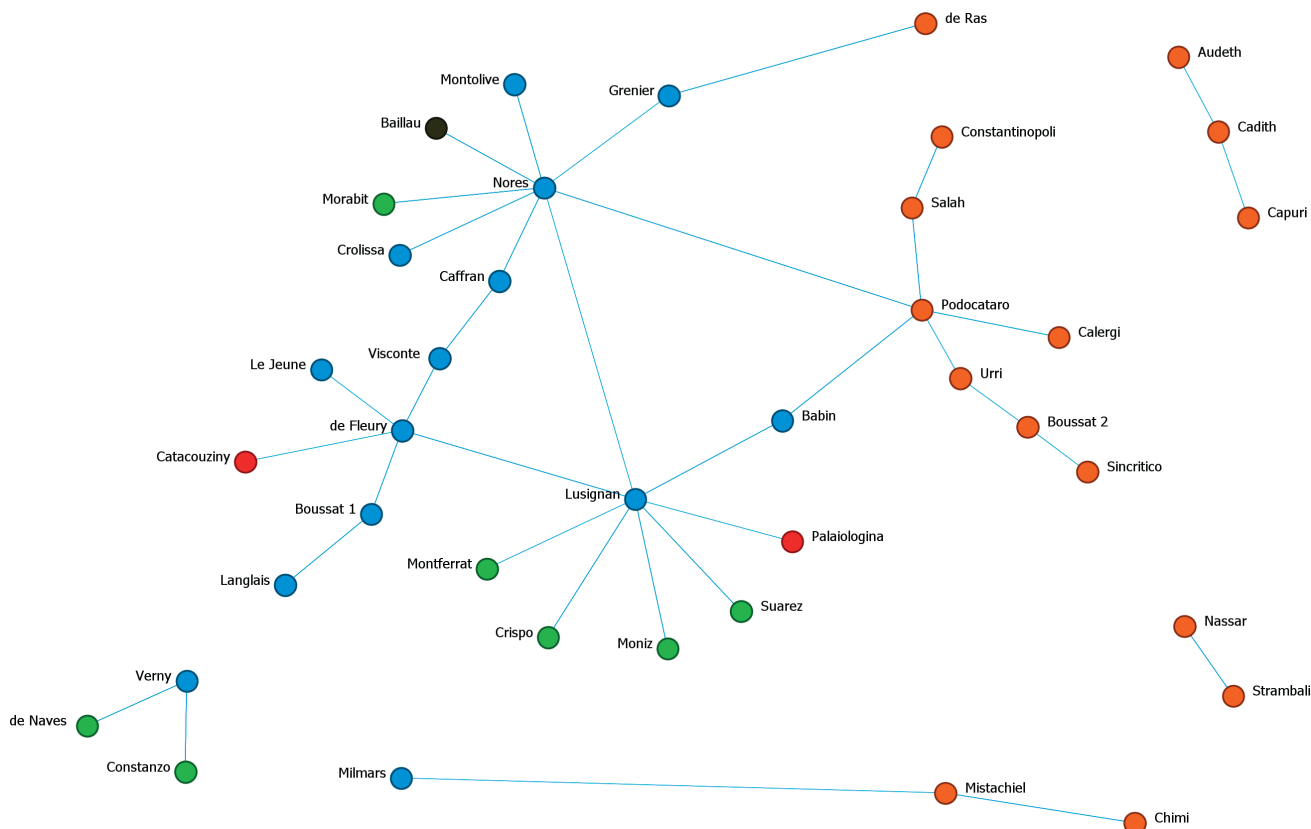 de Ras
Audeth
Montolive
Grenier
Baillau
Cadith
Constantinopoli
Nores
Morabit
Salah
Capuri
Crolissa
Caffran
Podocataro
Calergi
Visconte
Le Jeune
Urri
Babin
Boussat 2
de Fleury
Catacouziny
Sincritico
Lusignan
Boussat 1
Palaiologina
Montferrat
Langlais
Suarez
Nassar
Crispo
Moniz
Verny
Strambali
de Naves
Constanzo
Milmars
Mistachiel
Chimi